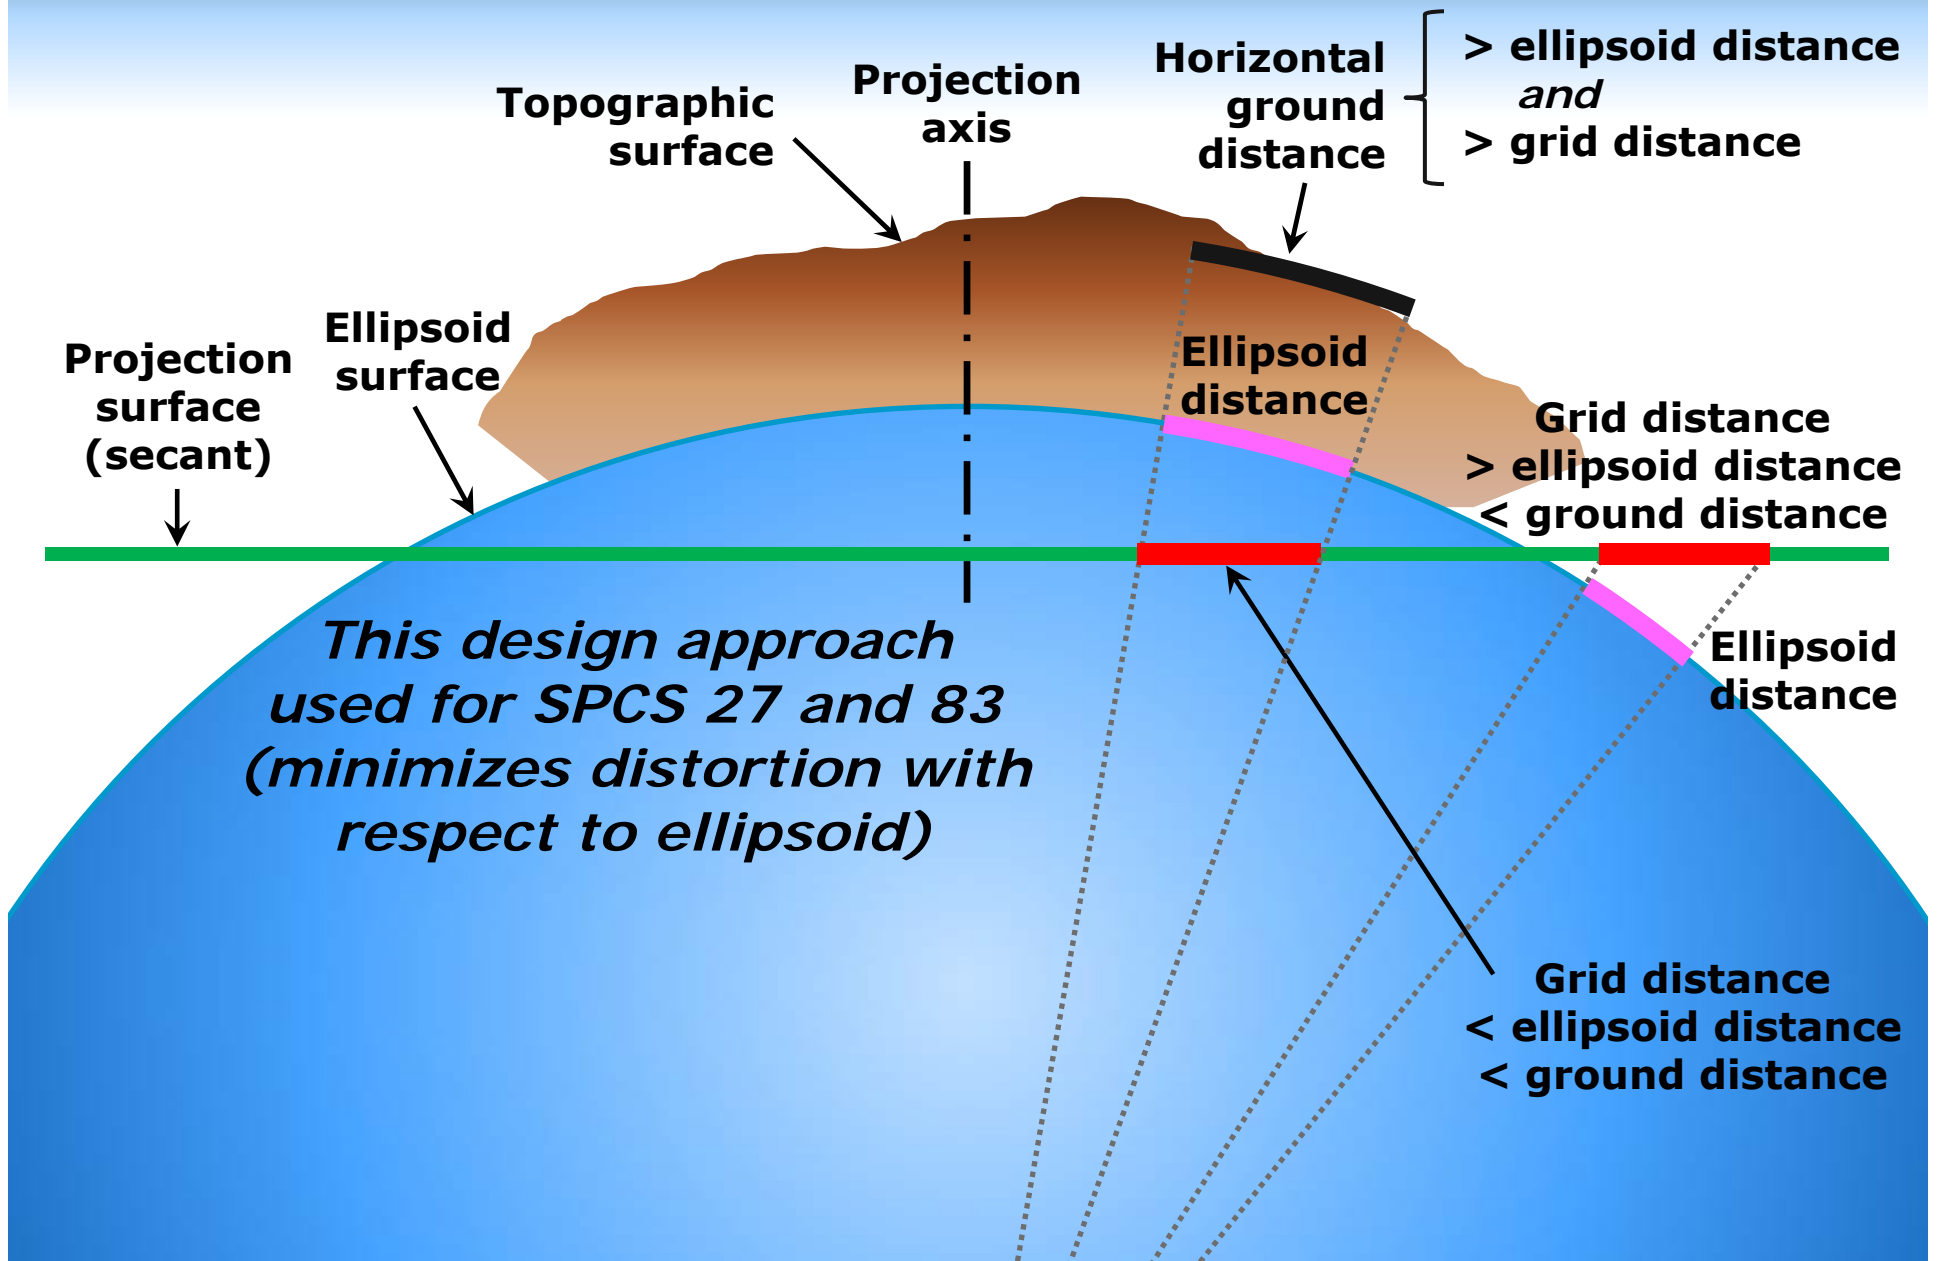 Horizontal
ground
distance
> ellipsoid distance
and
> grid distance
Projection
axis
Topographic
surface
Ellipsoid
surface
Projection
surface
(secant)
Ellipsoid
distance
Grid distance
> ellipsoid distance
< ground distance
This design approach
used for SPCS 27 and 83
(minimizes distortion with
respect to ellipsoid)
Ellipsoid
distance
Grid distance
< ellipsoid distance
< ground distance